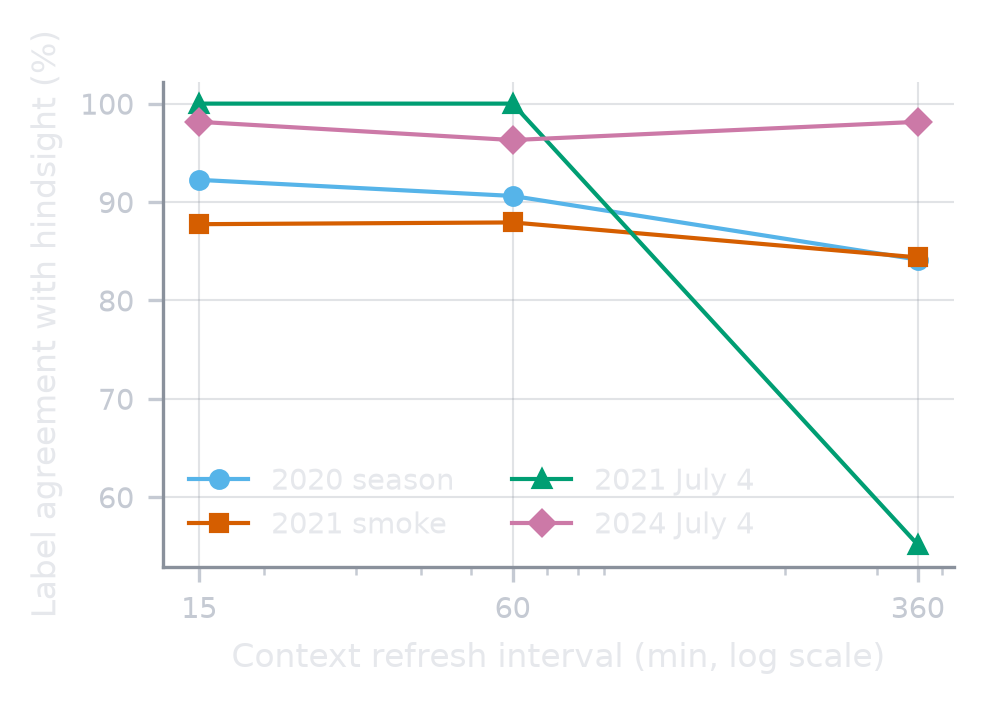 Label agreement with hindsight (%)
100
90
80
70
60
2020 season
2021 smoke
2021 July 4
2024 July 4
15
60
360
Context refresh interval (min, log scale)